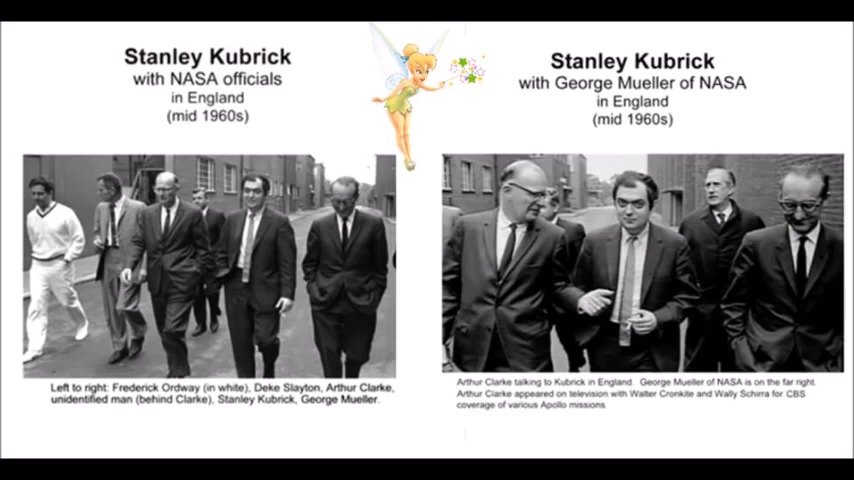 Stanley Kubrick
with NASA officials
in England
(mid 1960s)
Left to right: Frederick Ordway (in white), Deke Slayton, Arthur Clarke,
unidentified man (behind Clarke), Stanley Kubrick, George Mueller.
Stanley Kubrick
with George Mueller of NASA
in England
(mid 1960s)
Arthur Clarke talking to Kubrick in England. George Mueller of NASA is on the far right.
Arthur Clarke appeared on television with Walter Cronkite and Wally Schirra for CBS
coverage of various Apollo missions.